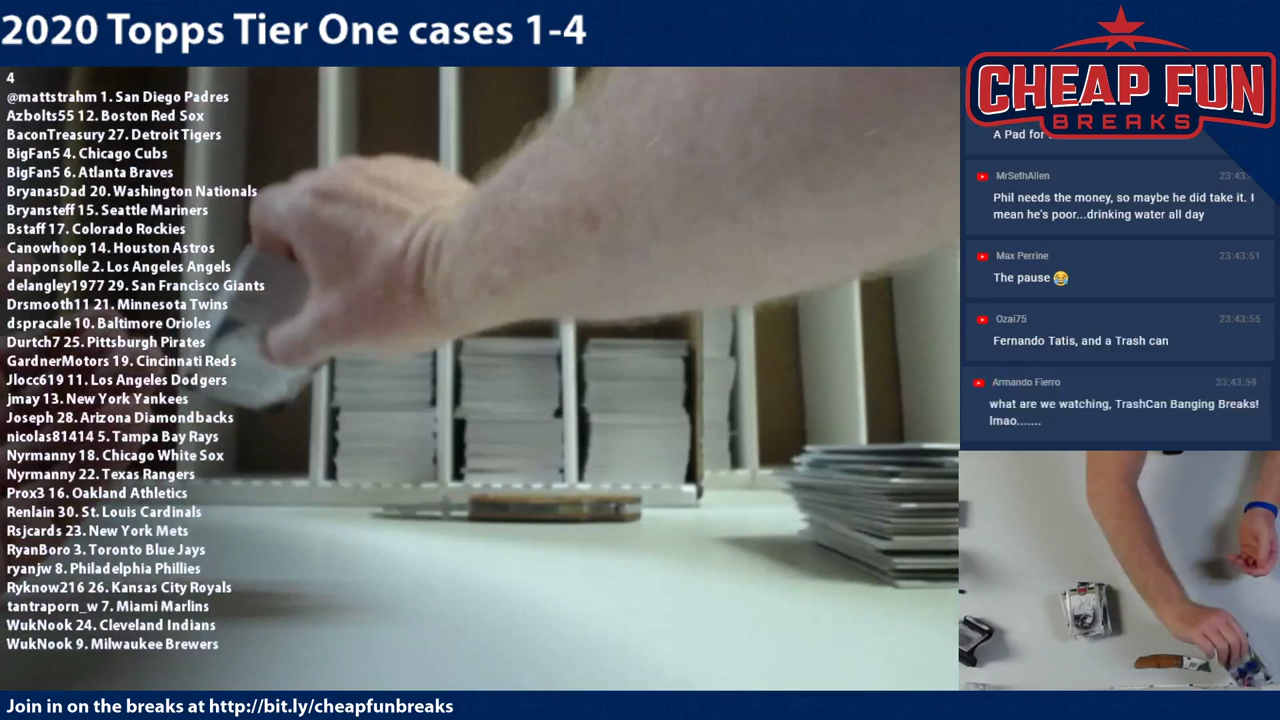 2020 Topps Tier One cases 1-4
4
@mattstrahm 1. San Diego Padres
Azbolts55 12. Boston Red Sox
BaconTreasury 27. Detroit Tigers
BigFan5 4. Chicago Cubs
BigFan5 6. Atlanta Braves
BryanasDad 20. Washington Nationals
Bryansteff 15. Seattle Mariners
Bstaff 17. Colorado Rockies
Canowhoop 14. Houston Astros
danponsolle 2. Los Angeles Angels
delangley1977 29. San Francisco Giants
Drsmooth11 21. Minnesota Twins
dspracale 10. Baltimore Orioles
Durtch7 25. Pittsburgh Pirates
GardnerMotors 19. Cincinnati Reds
Jlocc619 11. Los Angeles Dodgers
jmay 13. New York Yankees
Joseph 28. Arizona Diamondbacks
nicolas81414 5. Tampa Bay Rays
Nyrmanny 18. Chicago White Sox
Nyrmanny 22. Texas Rangers
Prox3 16. Oakland Athletics
Renlain 30. St. Louis Cardinals
Rsjcards 23. New York Mets
RyanBoro 3. Toronto Blue Jays
ryanjw 8. Philadelphia Phillies
Ryknow216 26. Kansas City Royals
tantraporn_w 7. Miami Marlins
WukNook 24. Cleveland Indians
WukNook 9. Milwaukee Brewers
CHEAP FUN
BREAKS
A Pad for
MrSethAllen 23:43:
Phil needs the money, so maybe he did take it. I
mean he's poor...drinking water all day
Max Perrine 23:43:51
The pause 😂
Ozai75 23:43:55
Fernando Tatis, and a Trash can
Armando Fierro 23:43:59
what are we watching, TrashCan Banging Breaks!
lmao.......
Join in on the breaks at http://bit.ly/cheapfunbreaks